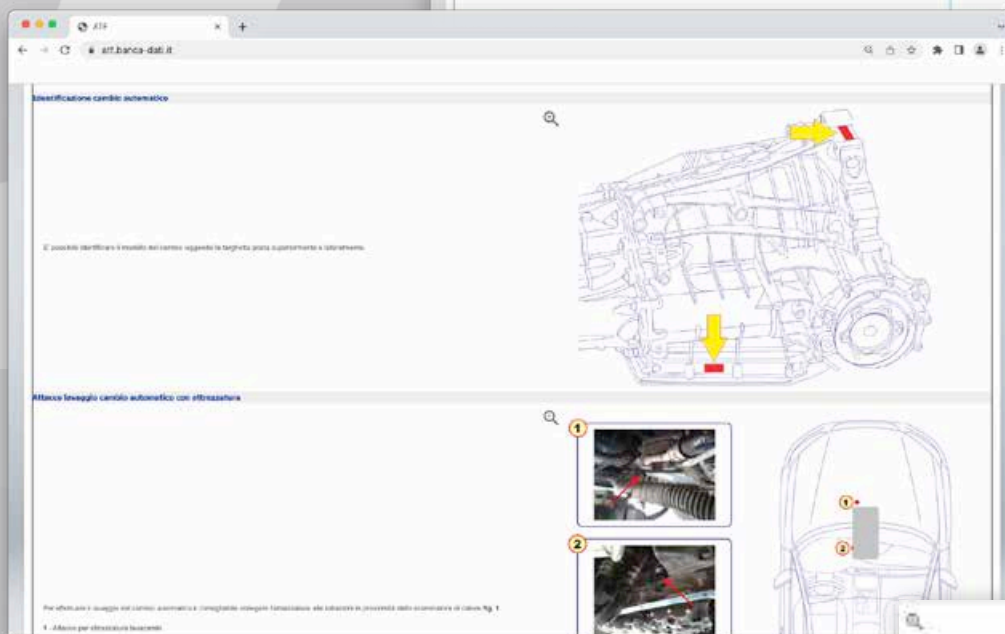 ATF
atf.banca-dati.it
Identificazione cambio automatico
E' possibile identificare il modello del cambio leggendo la targhetta posta superiormente e lateralmente.
Attacco lavaggio cambio automatico con attrezzatura
1
2
1
2
Per effettuare il lavaggio del cambio automatico è consigliabile collegare l'attrezzatura alle tubazioni in prossimità dello scambiatore di calore fig. 1
1 - Attacco per attrezzatura